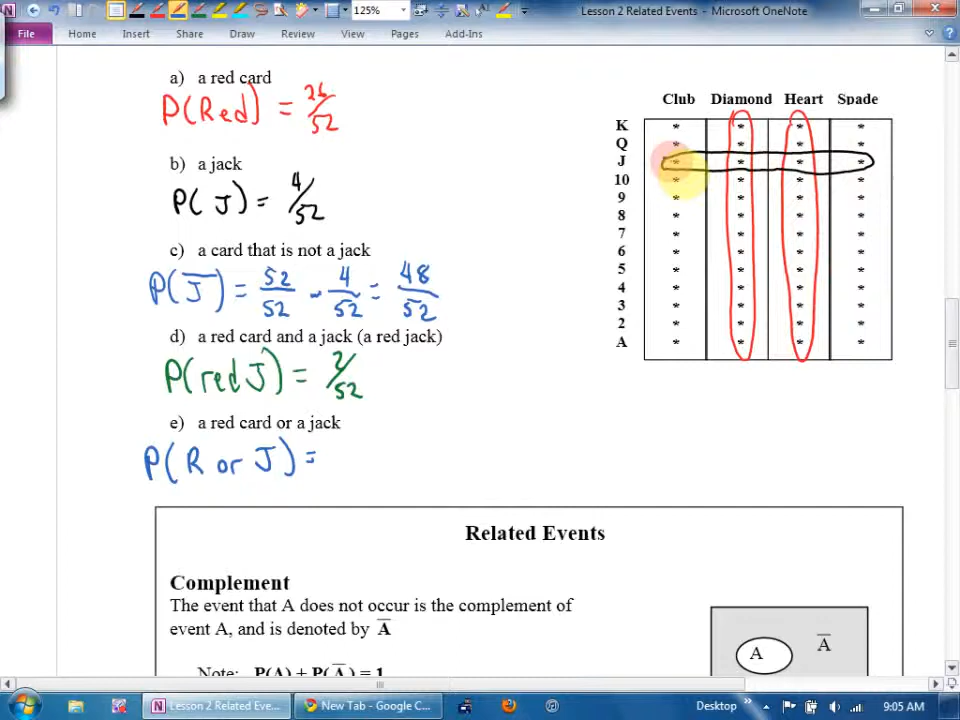 125%
Lesson 2 Related Events - Microsoft OneNote
File Home Insert Share Draw Review View Pages Add-Ins
a) a red card
P(Red) = 26/52
b) a jack
P(J) = 4/52
c) a card that is not a jack
P(J̅) = 52/52 - 4/52 = 48/52
d) a red card and a jack (a red jack)
P(red J) = 2/52
e) a red card or a jack
P(R or J) =
Club Diamond Heart Spade
K * * * *
Q * * * *
J * * * *
10 * * * *
9 * * * *
8 * * * *
7 * * * *
6 * * * *
5 * * * *
4 * * * *
3 * * * *
2 * * * *
A * * * *
Related Events
Complement
The event that A does not occur is the complement of
event A, and is denoted by A̅
Note: P(A) + P(A̅) = 1
A A̅
Lesson 2 Related Eve... New Tab - Google C... Desktop » 9:05 AM